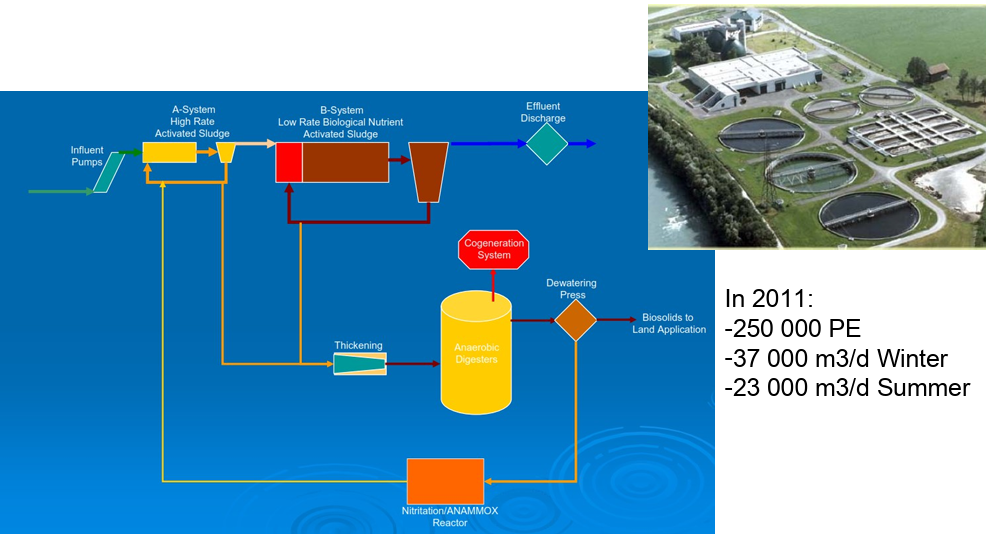 A-System
High Rate
Activated Sludge
B-System
Low Rate Biological Nutrient
Activated Sludge
Effluent
Discharge
Influent
Pumps
Cogeneration
System
Dewatering
Press
Biosolids to
Land Application
Thickening
Anaerobic
Digesters
Nitritation/ANAMMOX
Reactor
In 2011:
-250 000 PE
-37 000 m3/d Winter
-23 000 m3/d Summer